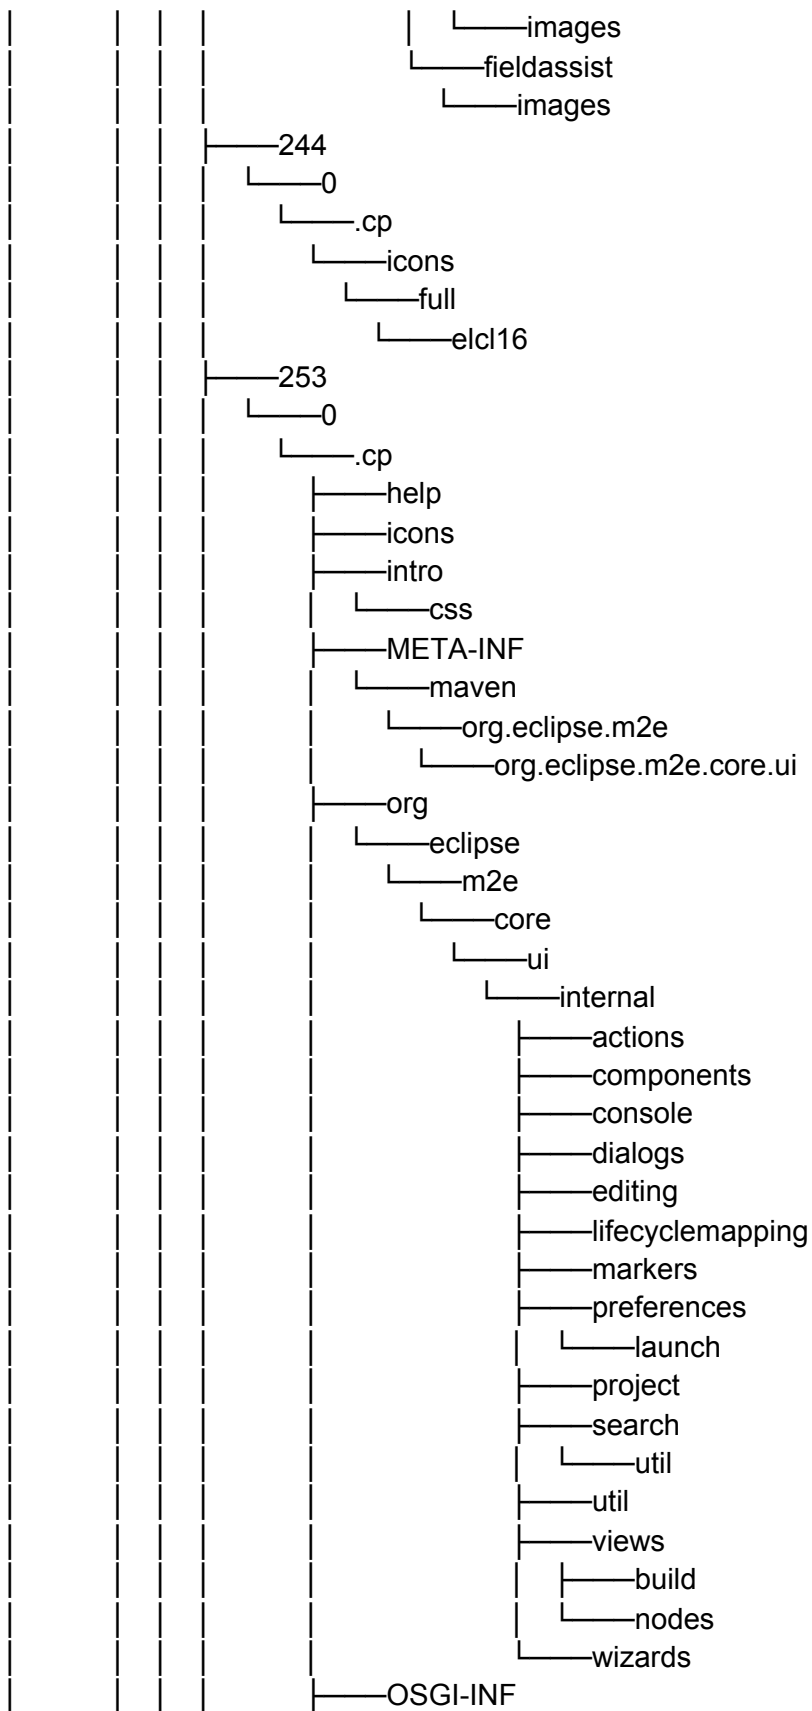 images
fieldassist
images
244
0
.cp
icons
full
elcl16
253
0
.cp
help
icons
intro
css
META-INF
maven
org.eclipse.m2e
org.eclipse.m2e.core.ui
org
eclipse
m2e
core
ui
internal
actions
components
console
dialogs
editing
lifecyclemapping
markers
preferences
launch
project
search
util
util
views
build
nodes
wizards
OSGI-INF